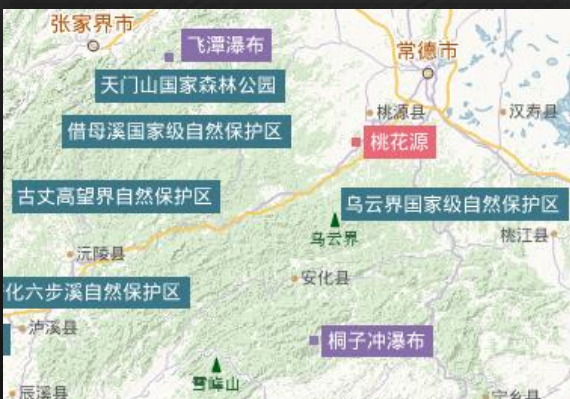 张家界市
飞潭瀑布
常德市
天门山国家森林公园
桃源县
汉寿县
借母溪国家级自然保护区
桃花源
古丈高望界自然保护区
乌云界国家级自然保护区
乌云界
桃江县
沅陵县
安化县
化六步溪自然保护区
泸溪县
桐子冲瀑布
雪峰山
辰溪县
宁乡县